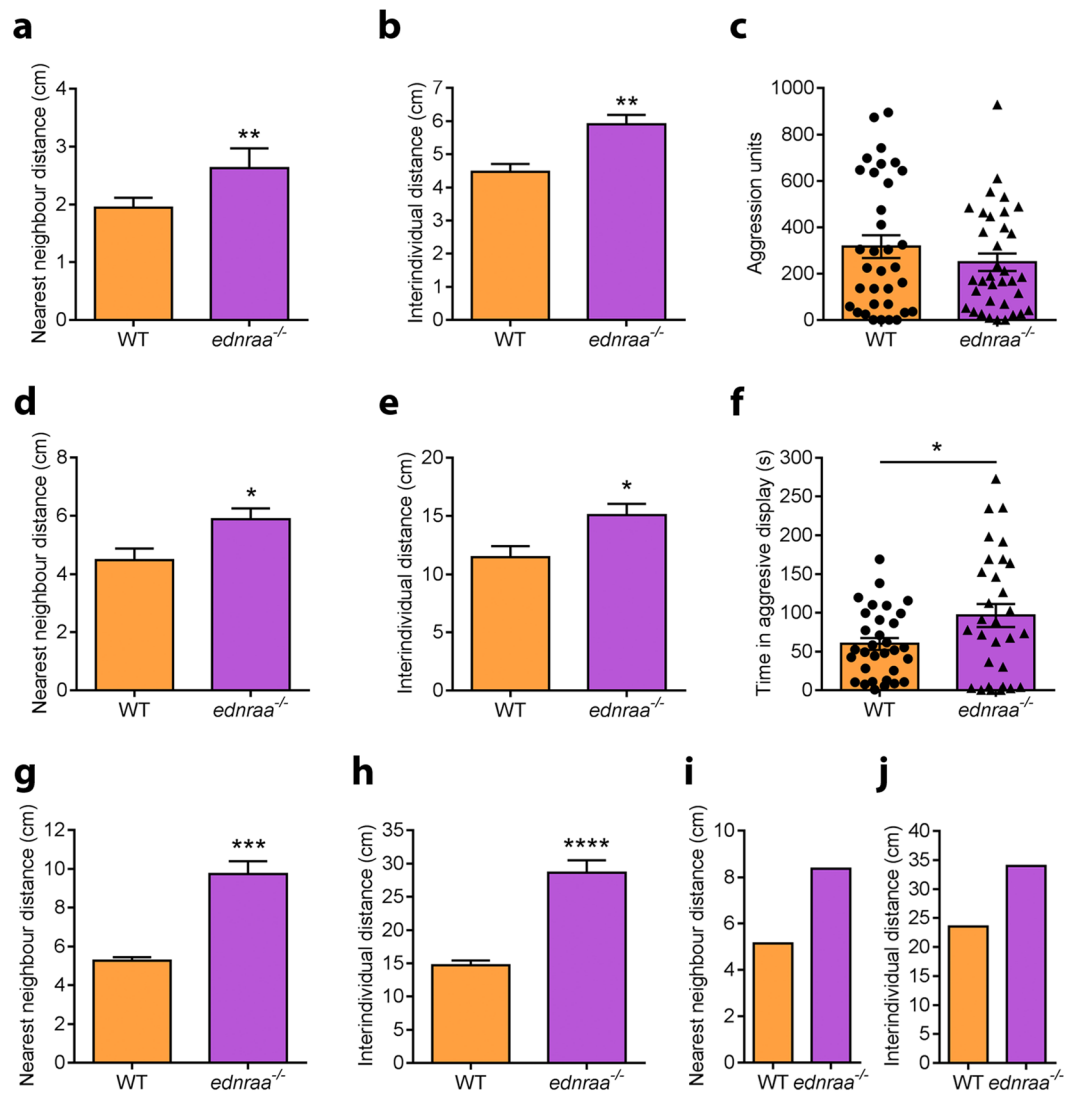 a
Nearest neighbour distance (cm)
4
3
2
1
0
**
WT
ednraa-/-
b
Interindividual distance (cm)
7
6
5
4
3
2
1
0
**
WT
ednraa-/-
c
Aggression units
1000
800
600
400
200
0
WT
ednraa-/-
d
Nearest neighbour distance (cm)
8
6
4
2
0
*
WT
ednraa-/-
e
Interindividual distance (cm)
20
15
10
5
0
*
WT
ednraa-/-
f
Time in aggresive display (s)
300
250
200
150
100
50
0
*
WT
ednraa-/-
g
Nearest neighbour distance (cm)
12
10
8
6
4
2
0
***
WT
ednraa-/-
h
Interindividual distance (cm)
35
30
25
20
15
10
5
0
****
WT
ednraa-/-
i
Nearest neighbour distance (cm)
10
8
6
4
2
0
WT
ednraa-/-
j
Interindividual distance (cm)
40
35
30
25
20
15
10
5
0
WT
ednraa-/-